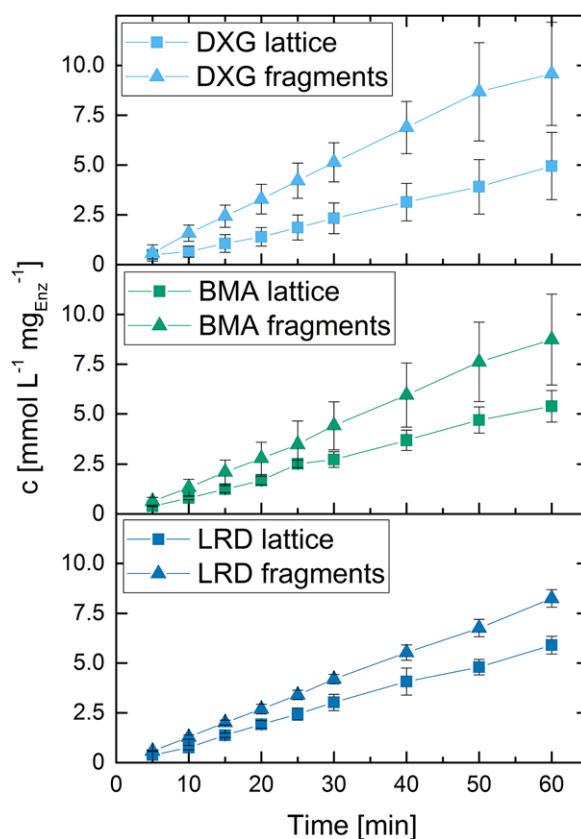 DXG lattice
DXG fragments
10.0
7.5
5.0
2.5
0
BMA lattice
BMA fragments
10.0
7.5
5.0
2.5
0
LRD lattice
LRD fragments
10.0
7.5
5.0
2.5
0
0 10 20 30 40 50 60
Time [min]
c [mmol L⁻¹ mg_Enz⁻¹]